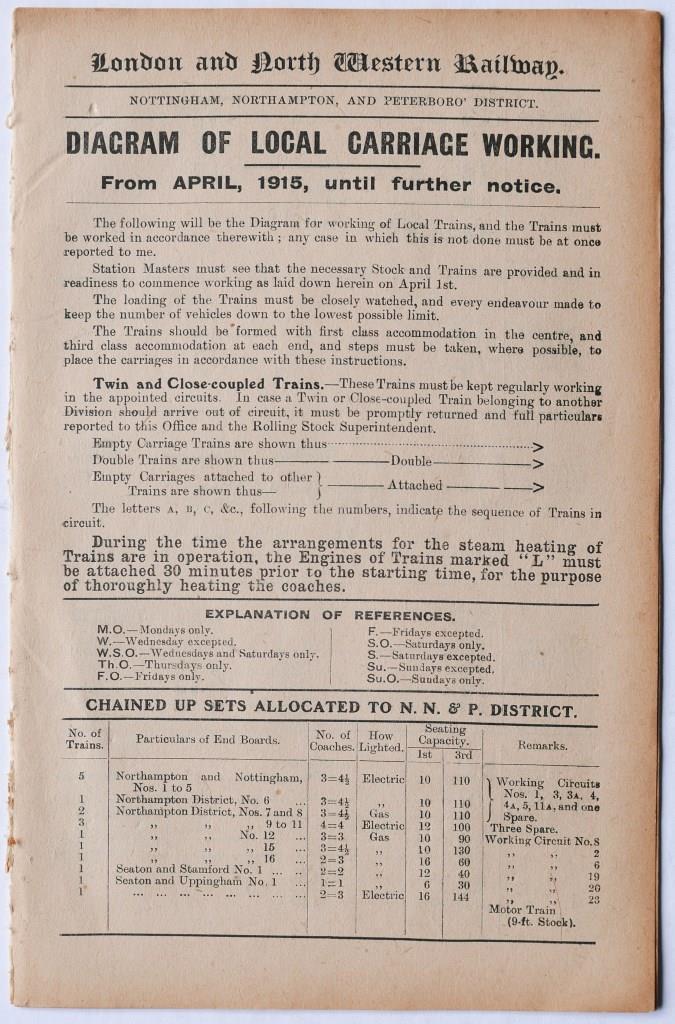 London and North Western Railway.
NOTTINGHAM, NORTHAMPTON, AND PETERBORO' DISTRICT.
DIAGRAM OF LOCAL CARRIAGE WORKING.
From APRIL, 1915, until further notice.
The following will be the Diagram for working of Local Trains, and the Trains must
be worked in accordance therewith; any case in which this is not done must be at once
reported to me.
Station Masters must see that the necessary Stock and Trains are provided and in
readiness to commence working as laid down herein on April 1st.
The loading of the Trains must be closely watched, and every endeavour made to
keep the number of vehicles down to the lowest possible limit.
The Trains should be formed with first class accommodation in the centre, and
third class accommodation at each end, and steps must be taken, where possible, to
place the carriages in accordance with these instructions.
Twin and Close-coupled Trains.—These Trains must be kept regularly working
in the appointed circuits. In case a Twin or Close-coupled Train belonging to another
Division should arrive out of circuit, it must be promptly returned and full particulars
reported to this Office and the Rolling Stock Superintendent.
Empty Carriage Trains are shown thus ........................>
Double Trains are shown thus— ——Double—— ——>
Empty Carriages attached to other } —— Attached —— ——>
Trains are shown thus—
The letters A, B, C, &c., following the numbers, indicate the sequence of Trains in
circuit.
During the time the arrangements for the steam heating of
Trains are in operation, the Engines of Trains marked "L" must
be attached 30 minutes prior to the starting time, for the purpose
of thoroughly heating the coaches.
EXPLANATION OF REFERENCES.
M.O.—Mondays only.
W.—Wednesday excepted.
W.S.O.—Wednesdays and Saturdays only.
Th.O.—Thursdays only.
F.O.—Fridays only.
F.—Fridays excepted.
S.O.—Saturdays only.
S.—Saturdays excepted.
Su.—Sundays excepted.
Su.O.—Sundays only.
CHAINED UP SETS ALLOCATED TO N. N. & P. DISTRICT.
No. of Trains. Particulars of End Boards. No. of Coaches. How Lighted. Seating Capacity. 1st 3rd Remarks.
5 Northampton and Nottingham, Nos. 1 to 5 3=4½ Electric 10 110 } Working Circuits
1 Northampton District, No. 6 ... 3=4½ ,, 10 110 Nos. 1, 3, 3A, 4,
2 Northampton District, Nos. 7 and 8 3=4½ Gas 10 110 4A, 5, 11A, and one Spare.
3 ,, ,, ,, 9 to 11 4=4 Electric 12 100 Three Spare.
1 ,, ,, No. 12 ... 3=3 Gas 10 90 Working Circuit No. 8
1 ,, ,, ,, 15 ... 3=4½ ,, 10 130 ,, ,, 2
1 ,, ,, ,, 16 ... 2=3 ,, 16 60 ,, ,, 6
1 Seaton and Stamford No. 1 ... .. 2=2 ,, 12 40 ,, ,, 19
1 Seaton and Uppingham No. 1 ... 1=1 ,, 6 30 ,, ,, 20
1 ... ... ... ... ... ... ... ... 2=3 Electric 16 144 ,, ,, 23
Motor Train
(9-ft. Stock).